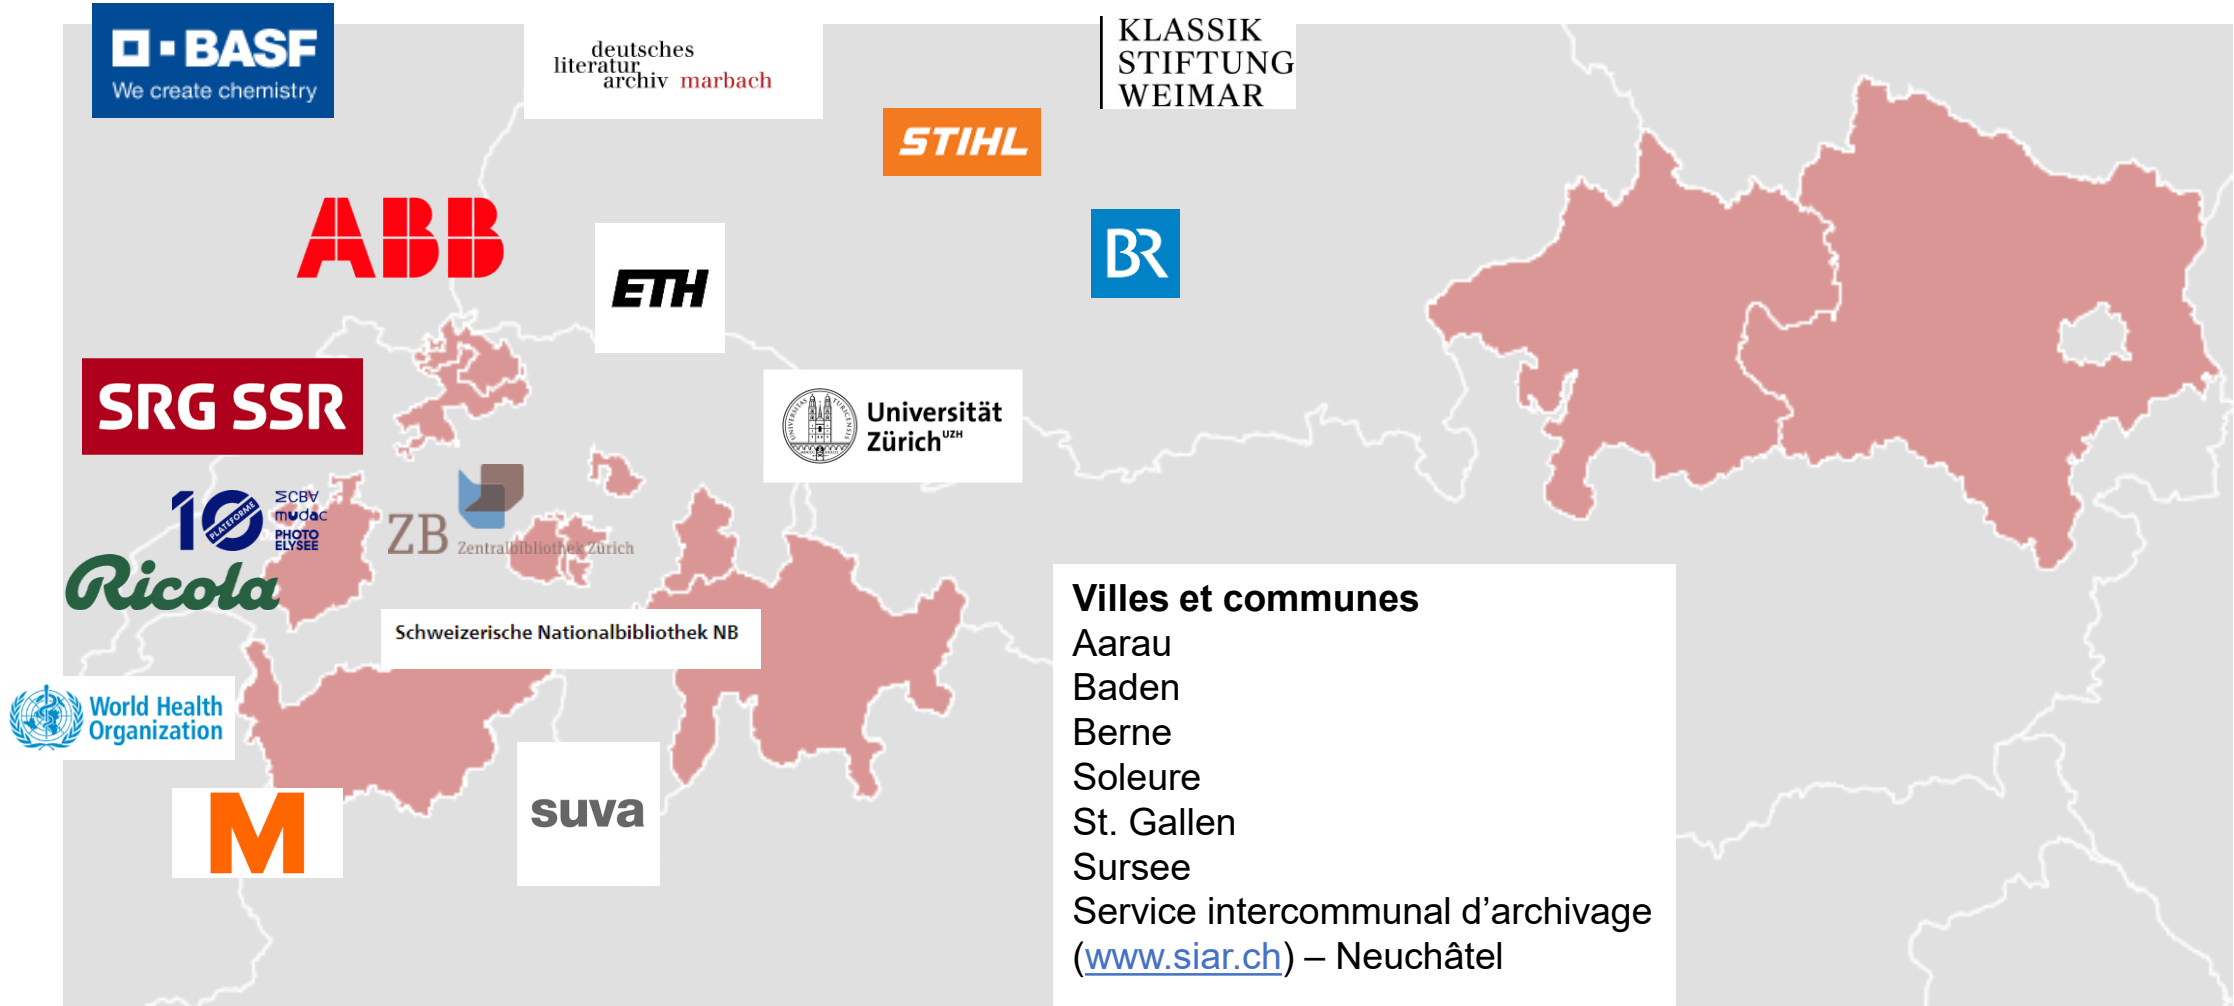 BASF
We create chemistry
deutsches
literatur
archiv marbach
KLASSIK
STIFTUNG
WEIMAR
STIHL
ABB
ETH
BR
SRG SSR
Universität
Zürich UZH
10
PLATEFORME
MCBA
mudac
PHOTO
ELYSEE
ZB Zentralbibliothek Zürich
Ricola
Schweizerische Nationalbibliothek NB
World Health
Organization
M
suva
Villes et communes
Aarau
Baden
Berne
Soleure
St. Gallen
Sursee
Service intercommunal d’archivage
(www.siar.ch) – Neuchâtel